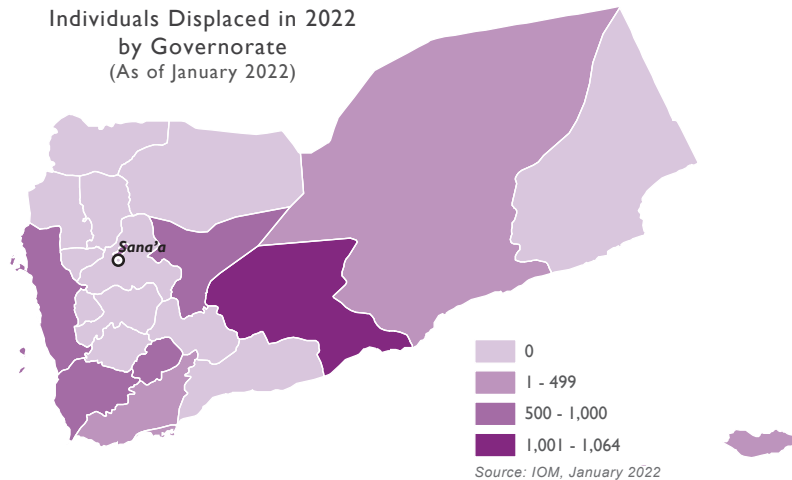 Individuals Displaced in 2022
by Governorate
(As of January 2022)
Sana'a
0
1 - 499
500 - 1,000
1,001 - 1,064
Source: IOM, January 2022